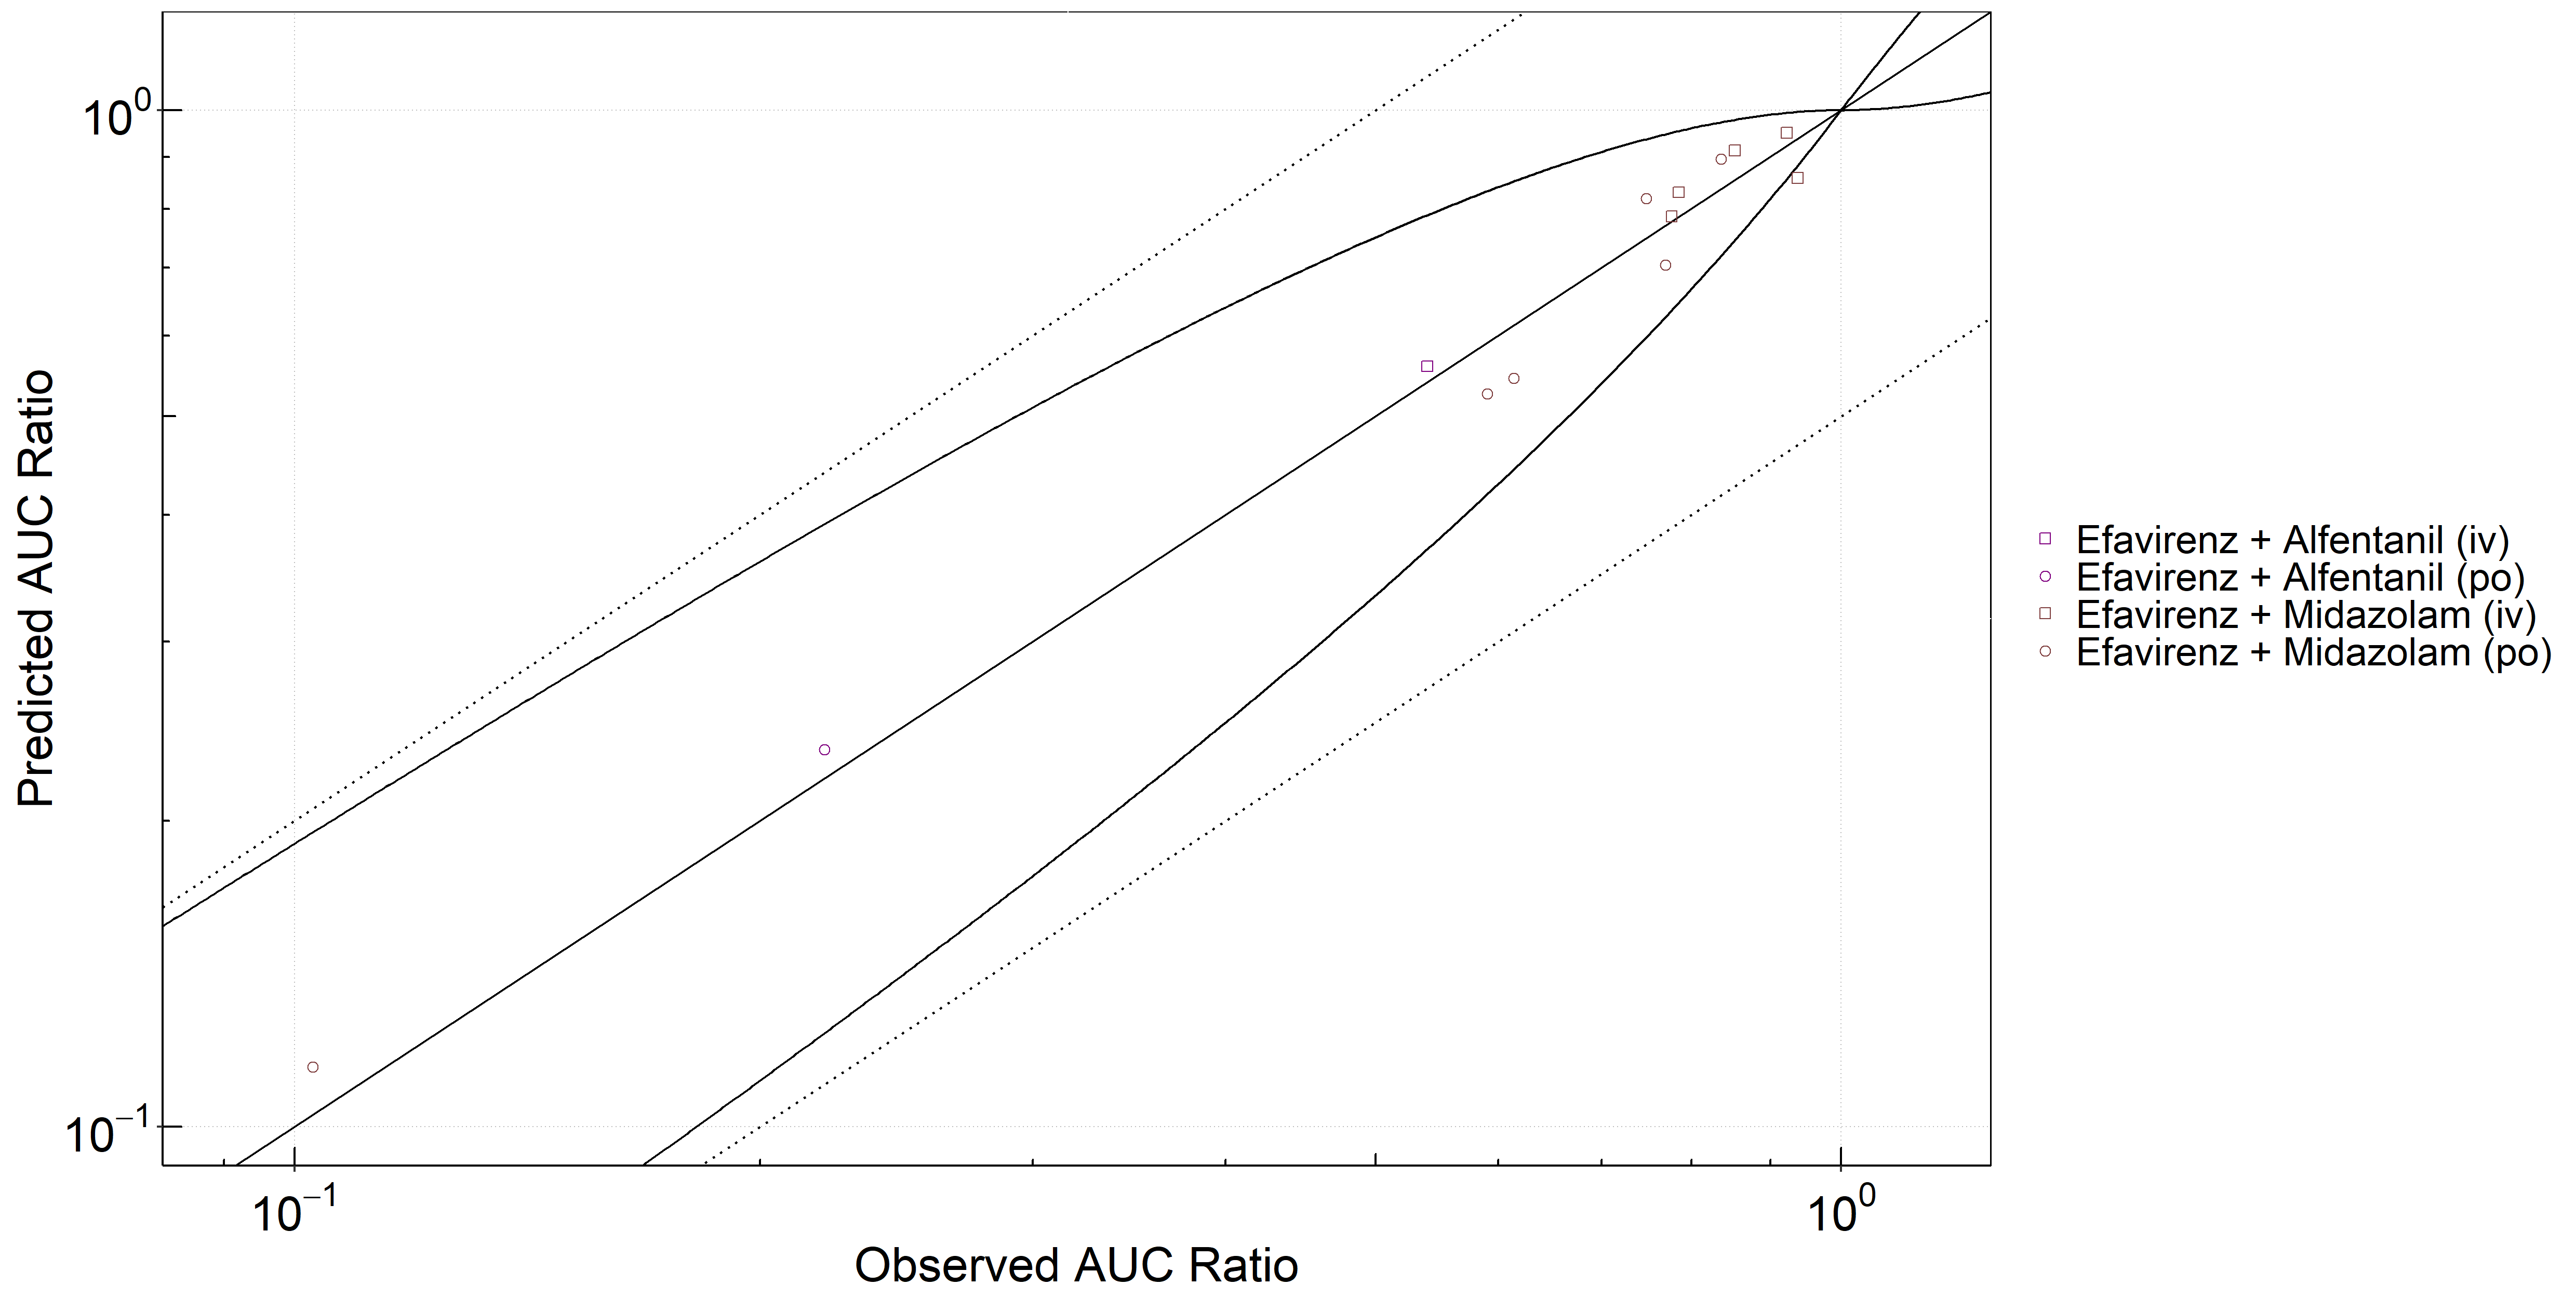 Predicted AUC Ratio
10⁰
10⁻¹
10⁻¹
10⁰
Observed AUC Ratio
Efavirenz + Alfentanil (iv)
Efavirenz + Alfentanil (po)
Efavirenz + Midazolam (iv)
Efavirenz + Midazolam (po)